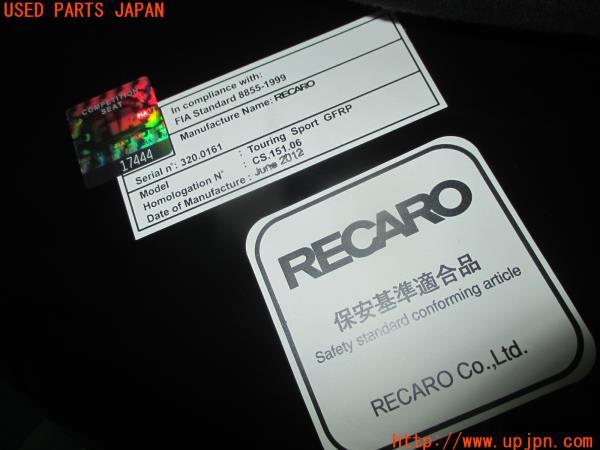 USED PARTS JAPAN
COMPETITION
SEAT
FIA
17444
In compliance with:
FIA Standard 8855-1999
Manufacture Name: RECARO
Serial n°: 320.0161
Model : Touring Sport GFRP
Homologation N° : CS.151.06
Date of Manufacture : June 2012
RECARO
保安基準適合品
Safety standard conforming article
RECARO Co.,Ltd.
http://www.upjpn.com/